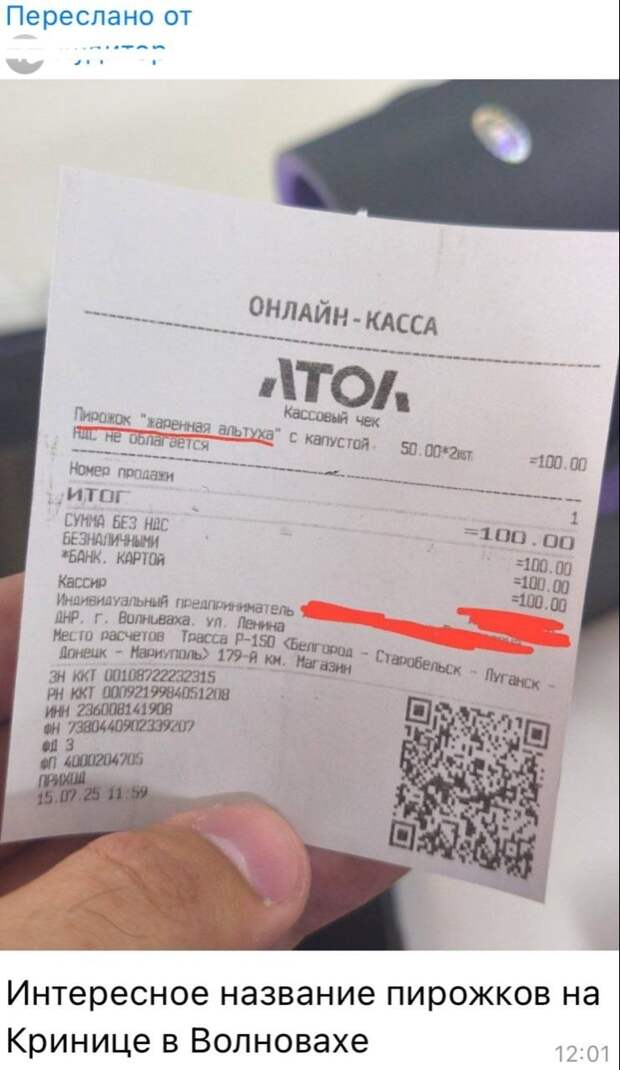 Переслано от
ОНЛАЙН-КАССА
АТОЛ
Кассовый чек
Пирожок "жаренная альтуха" с капустой 50.00*2шт =100.00
НДС не облагается
Номер продажи 1
ИТОГ =100.00
СУММА БЕЗ НДС =100.00
БЕЗНАЛИЧНЫМИ =100.00
*БАНК. КАРТОЙ =100.00
Кассир
Индивидуальный предприниматель
ДНР. г. Волньваха. ул. Ленина
Место расчетов Трасса Р-150 <Белгород - Старобельск - Луганск -
Донецк - Мариуполь> 179-й км. Магазин
ЗН ККТ 00108722232315
РН ККТ 0009219984051208
ИНН 236008141908
ФН 7380440902339207
ФД 3
ФП 4000204705
ПРИХОД
15.07.25 11:59
Интересное название пирожков на
Кринице в Волновахе
12:01